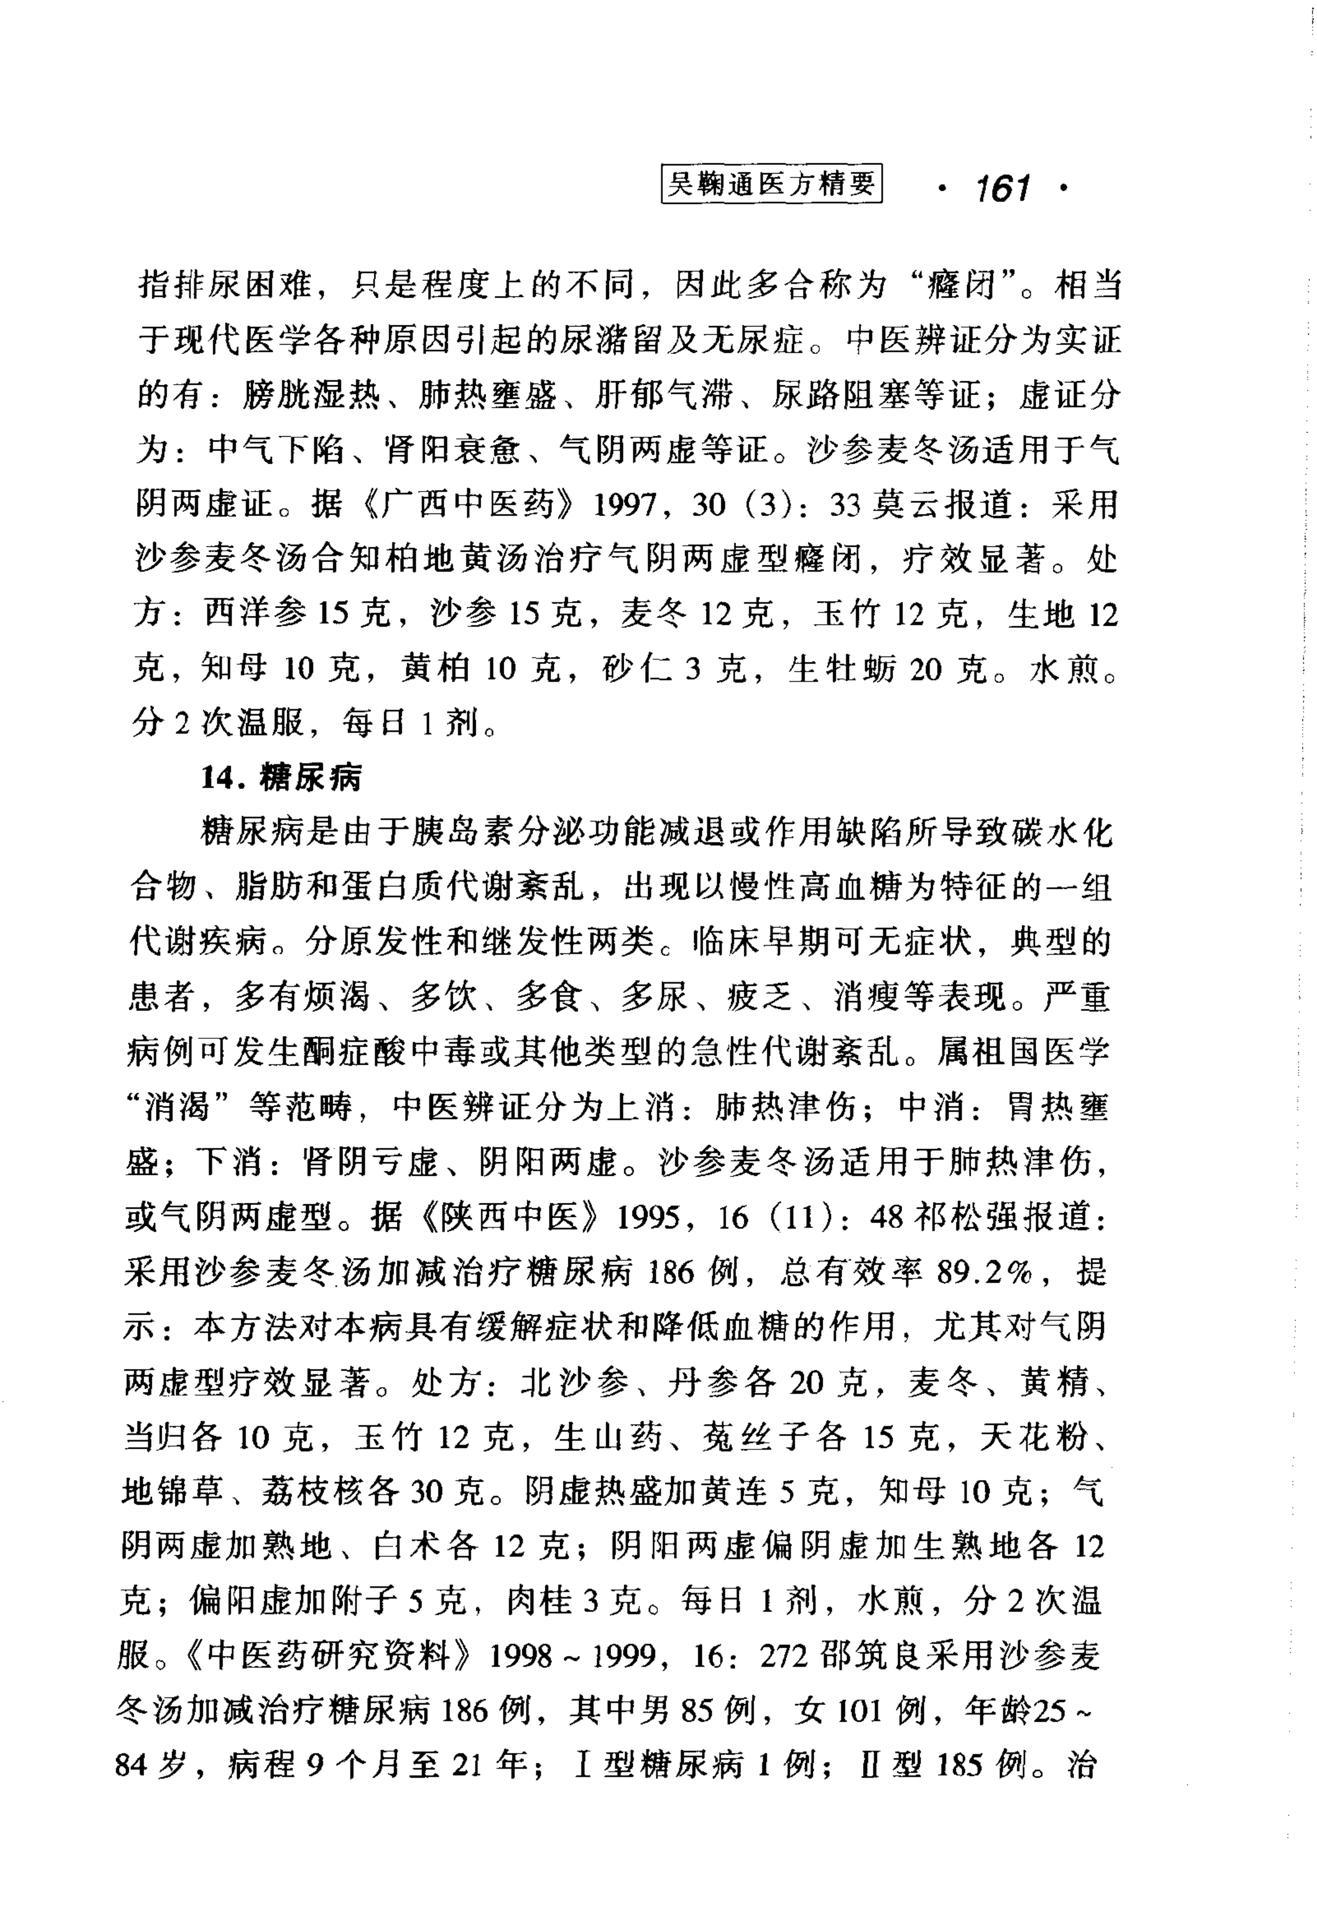 吴鞠通医方精要 · 161 ·
指排尿困难，只是程度上的不同，因此多合称为“癃闭”。相当
于现代医学各种原因引起的尿潴留及无尿症。中医辨证分为实证
的有：膀胱湿热、肺热壅盛、肝郁气滞、尿路阻塞等证；虚证分
为：中气下陷、肾阳衰惫、气阴两虚等证。沙参麦冬汤适用于气
阴两虚证。据《广西中医药》1997，30（3）：33 莫云报道：采用
沙参麦冬汤合知柏地黄汤治疗气阴两虚型癃闭，疗效显著。处
方：西洋参 15 克，沙参 15 克，麦冬 12 克，玉竹 12 克，生地 12
克，知母 10 克，黄柏 10 克，砂仁 3 克，生牡蛎 20 克。水煎。
分 2 次温服，每日 1 剂。
14. 糖尿病
糖尿病是由于胰岛素分泌功能减退或作用缺陷所导致碳水化
合物、脂肪和蛋白质代谢紊乱，出现以慢性高血糖为特征的一组
代谢疾病。分原发性和继发性两类。临床早期可无症状，典型的
患者，多有烦渴、多饮、多食、多尿、疲乏、消瘦等表现。严重
病例可发生酮症酸中毒或其他类型的急性代谢紊乱。属祖国医学
“消渴”等范畴，中医辨证分为上消：肺热津伤；中消：胃热壅
盛；下消：肾阴亏虚、阴阳两虚。沙参麦冬汤适用于肺热津伤，
或气阴两虚型。据《陕西中医》1995，16（11）：48 祁松强报道：
采用沙参麦冬汤加减治疗糖尿病 186 例，总有效率 89.2%，提
示：本方法对本病具有缓解症状和降低血糖的作用，尤其对气阴
两虚型疗效显著。处方：北沙参、丹参各 20 克，麦冬、黄精、
当归各 10 克，玉竹 12 克，生山药、菟丝子各 15 克，天花粉、
地锦草、荔枝核各 30 克。阴虚热盛加黄连 5 克，知母 10 克；气
阴两虚加熟地、白术各 12 克；阴阳两虚偏阴虚加生熟地各 12
克；偏阳虚加附子 5 克，肉桂 3 克。每日 1 剂，水煎，分 2 次温
服。《中医药研究资料》1998～1999，16：272 邵筑良采用沙参麦
冬汤加减治疗糖尿病 186 例，其中男 85 例，女 101 例，年龄25～
84 岁，病程 9 个月至 21 年；Ⅰ型糖尿病 1 例；Ⅱ型 185 例。治